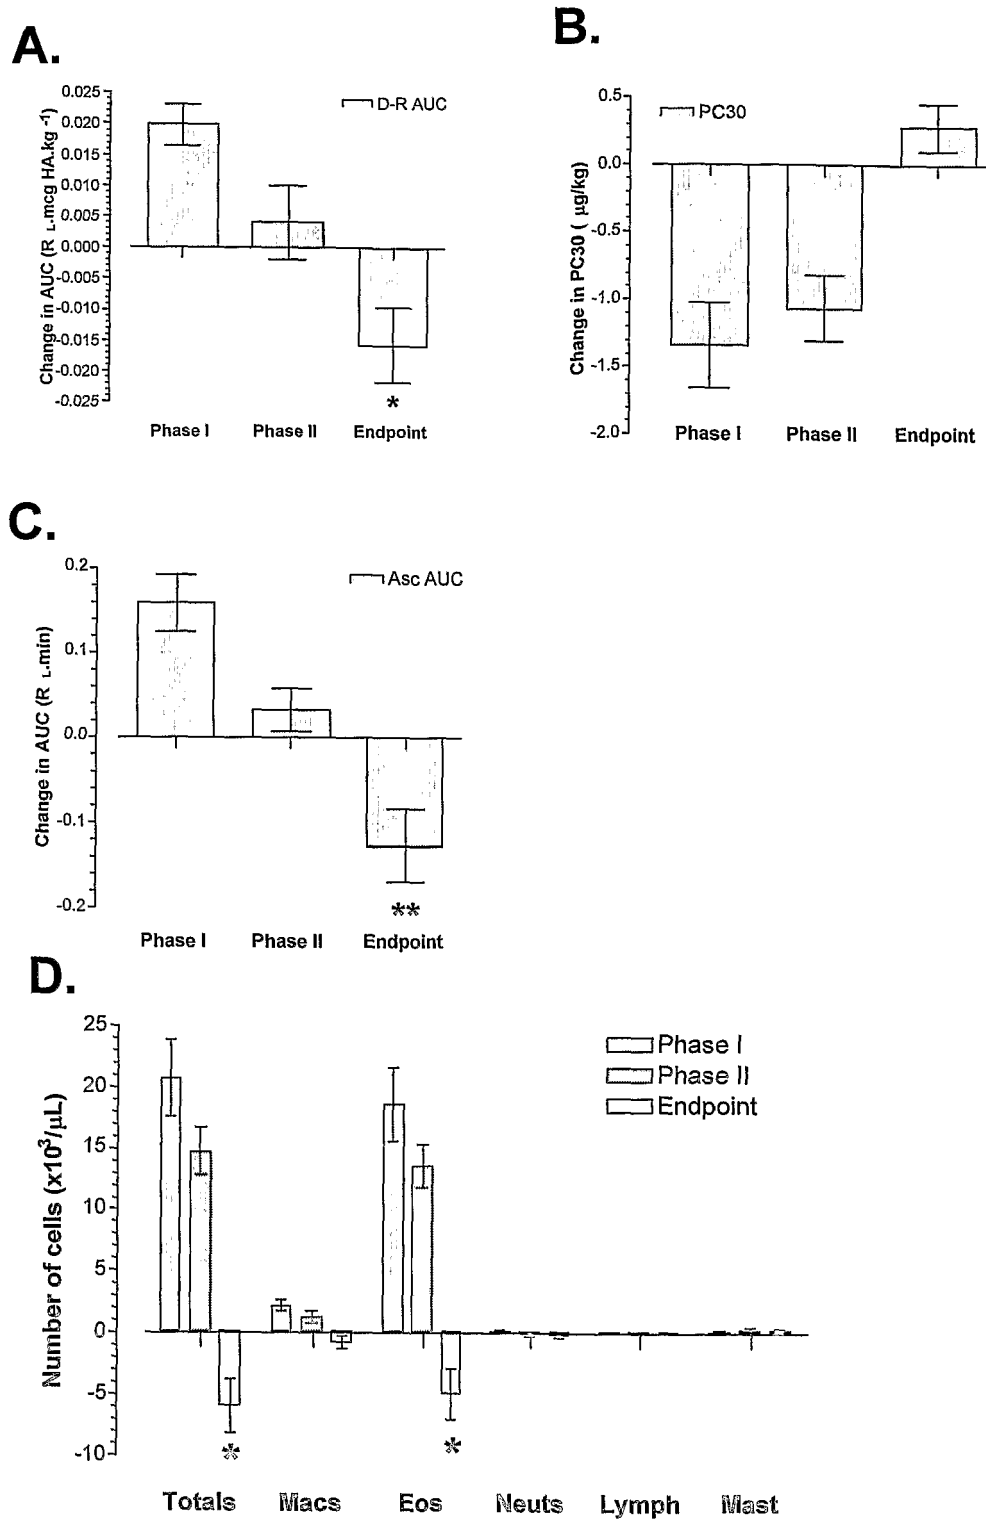 A.
0.025
0.020
0.015
0.010
0.005
0.000
-0.005
-0.010
-0.015
-0.020
-0.025
Change in AUC (R L.mcg HA.kg -1)
D-R AUC
*
Phase I Phase II Endpoint
B.
0.5
0.0
-0.5
-1.0
-1.5
-2.0
Change in PC30 ( μg/kg)
PC30
Phase I Phase II Endpoint
C.
0.2
0.1
0.0
-0.1
-0.2
Change in AUC (R L.min)
Asc AUC
**
Phase I Phase II Endpoint
D.
25
20
15
10
5
0
-5
-10
Number of cells (x10³/μL)
Phase I
Phase II
Endpoint
* *
Totals Macs Eos Neuts Lymph Mast